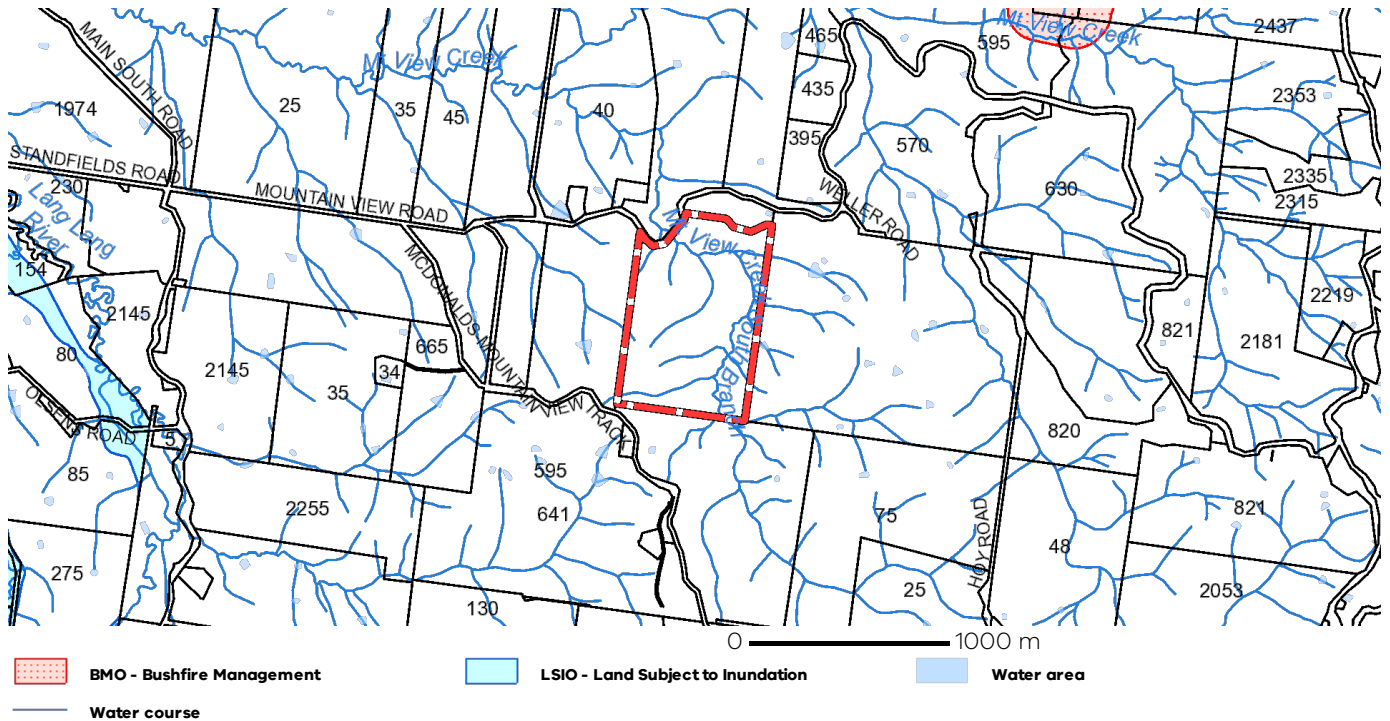 465
595
Mt View Creek
2437
MAIN SOUTH ROAD
Mt View Creek
1974
25
35
45
40
435
2353
395
570
STANDFIELDS ROAD
230
MOUNTAIN VIEW ROAD
WELLER ROAD
630
2335
2315
Lang Lang
River
Mt View Creek South Branch
154
MCDONALDS MOUNTAIN VIEW TRACK
2145
2219
821
2181
80
665
2145
34
35
OLSENS ROAD
5
820
85
595
2255
641
75
821
HOY ROAD
48
275
25
2053
130
0 1000 m
BMO - Bushfire Management
LSIO - Land Subject to Inundation
Water area
Water course